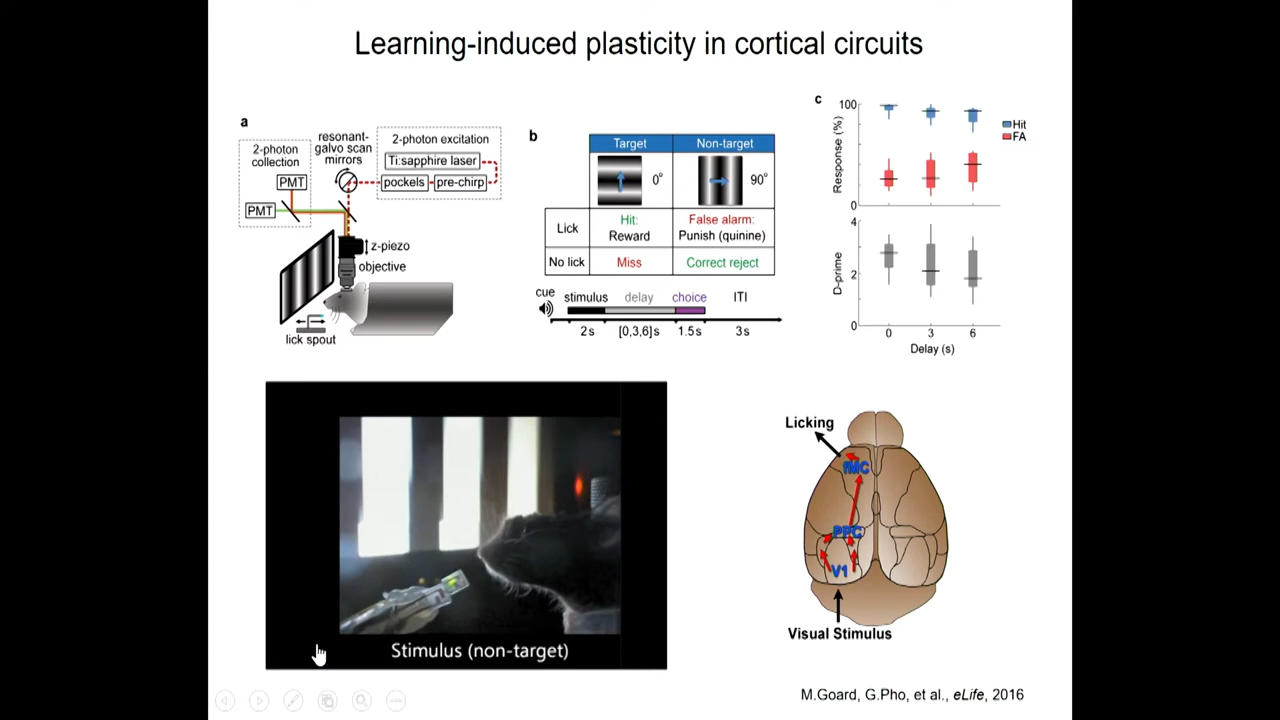 Learning-induced plasticity in cortical circuits
a
2-photon
collection
resonant-
galvo scan
mirrors
2-photon excitation
Ti:sapphire laser
pockels
pre-chirp
PMT
PMT
z-piezo
objective
lick spout
b
Target
Non-target
0°
90°
Lick
Hit:
Reward
False alarm:
Punish (quinine)
No lick
Miss
Correct reject
cue
stimulus
delay
choice
ITI
2 s
[0,3,6] s
1.5 s
3 s
c
100
Response (%)
0
Hit
FA
4
D-prime
2
0
0
3
6
Delay (s)
Stimulus (non-target)
Licking
fMC
PPC
V1
Visual Stimulus
M.Goard, G.Pho, et al., eLife, 2016